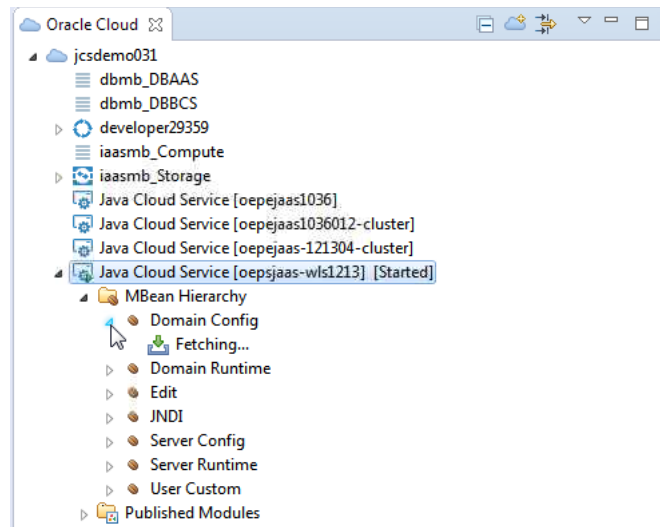 Oracle Cloud
jcsdemo031
dbmb_DBAAS
dbmb_DBBCS
developer29359
iaasmb_Compute
iaasmb_Storage
Java Cloud Service [oepejaas1036]
Java Cloud Service [oepejaas1036012-cluster]
Java Cloud Service [oepejaas-121304-cluster]
Java Cloud Service [oepsjaas-wls1213] [Started]
MBean Hierarchy
Domain Config
Fetching...
Domain Runtime
Edit
JNDI
Server Config
Server Runtime
User Custom
Published Modules